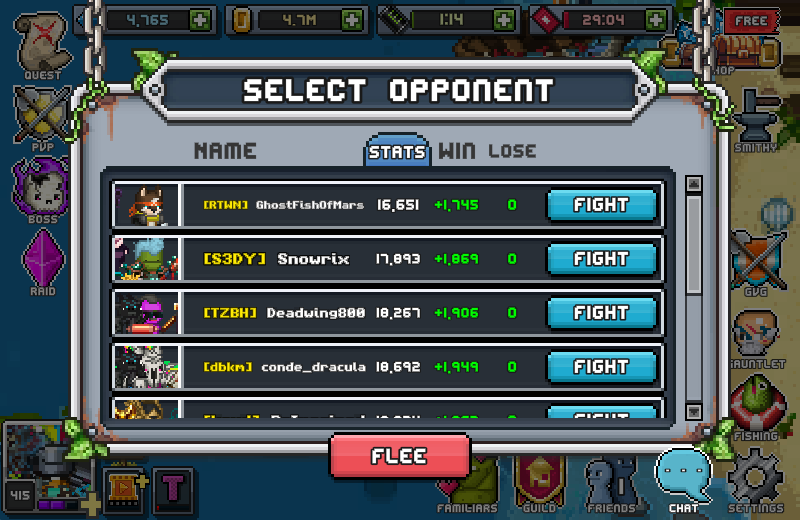 4,765 4.7M 1:14 29:04 FREE
QUEST
PVP
BOSS
RAID
SELECT OPPONENT
NAME STATS WIN LOSE
[RTWN] GhostFishOfMars 16,651 +1,745 0 FIGHT
[S3DY] Snowrix 17,893 +1,869 0 FIGHT
[TZBH] Deadwing800 18,267 +1,906 0 FIGHT
[dbkm] conde_dracula 18,692 +1,949 0 FIGHT
FIGHT
FLEE
SMITHY
GVG
FISHING
415
T
FAMILIARS
GUILD
FRIENDS
CHAT
SETTINGS